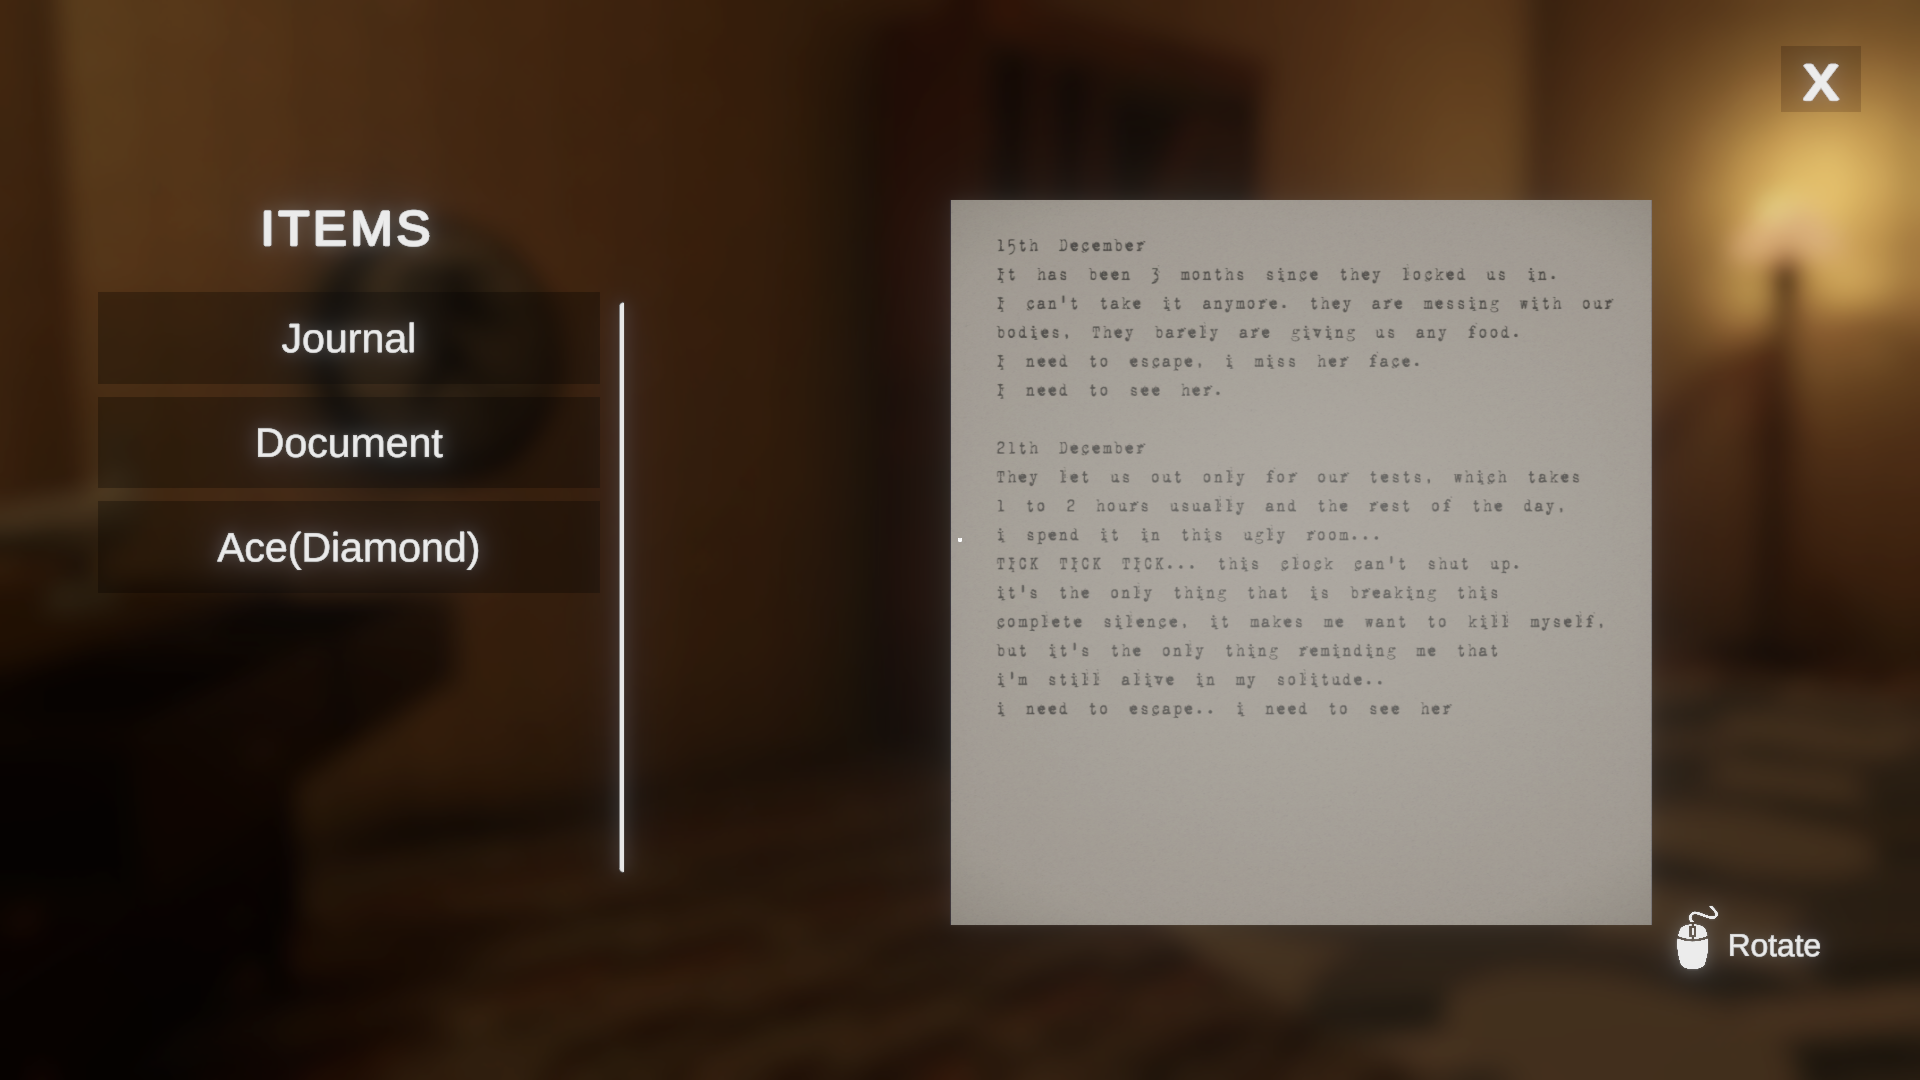 X
ITEMS
Journal
Document
Ace(Diamond)
15th December
It has been 3 months since they locked us in.
I can't take it anymore. they are messing with our
bodies, They barely are giving us any food.
I need to escape, i miss her face.
I need to see her.
21th December
They let us out only for our tests, which takes
1 to 2 hours usually and the rest of the day,
i spend it in this ugly room...
TICK TICK TICK... this clock can't shut up.
it's the only thing that is breaking this
complete silence, it makes me want to kill myself,
but it's the only thing reminding me that
i'm still alive in my solitude..
i need to escape.. i need to see her
Rotate